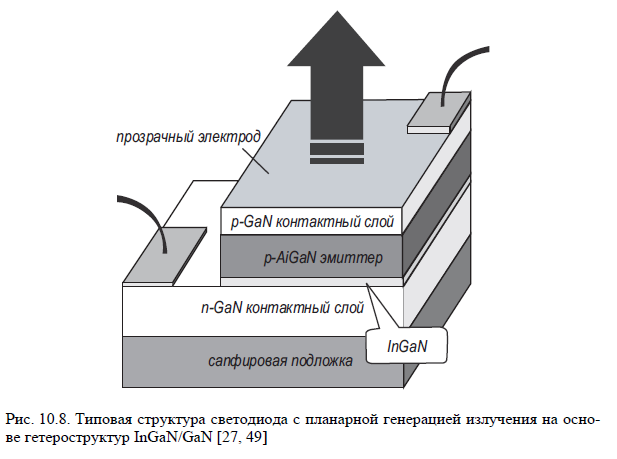 прозрачный электрод
p-GaN контактный слой
p-AiGaN эмиттер
n-GaN контактный слой
InGaN
сапфировая подложка
Рис. 10.8. Типовая структура светодиода с планарной генерацией излучения на осно-
ве гетероструктур InGaN/GaN [27, 49]